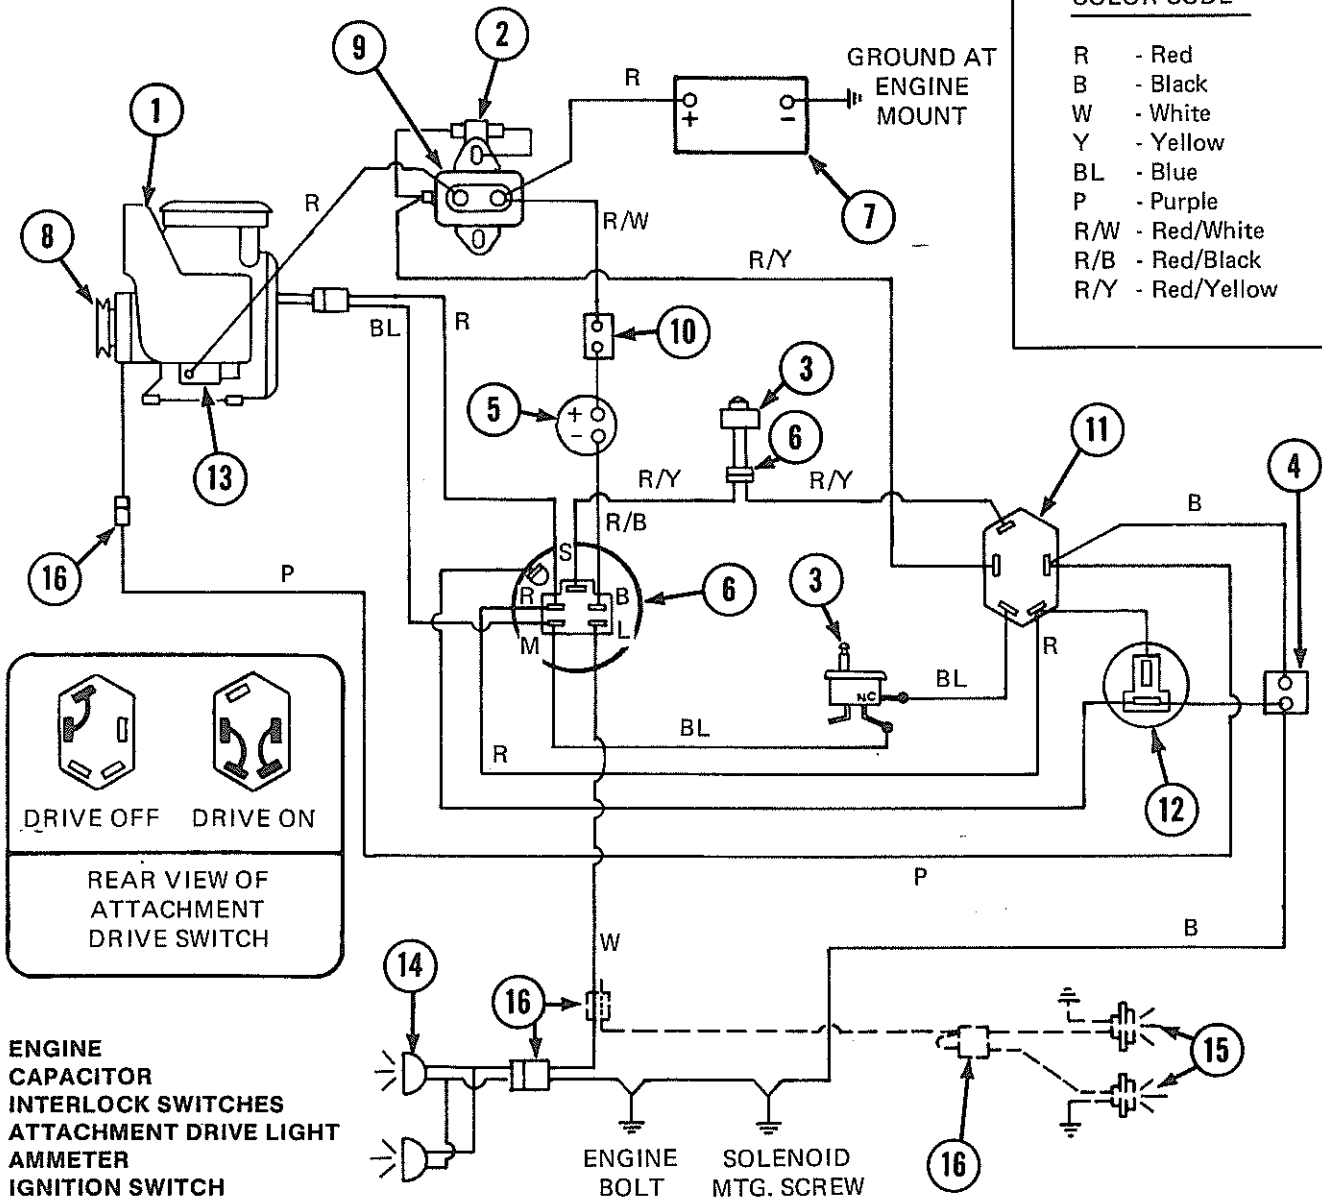 COLOR CODE
R - Red
B - Black
W - White
Y - Yellow
BL - Blue
P - Purple
R/W - Red/White
R/B - Red/Black
R/Y - Red/Yellow
2
9
1
8
7
GROUND AT
ENGINE
MOUNT
R
+
-
R
R/W
R/Y
BL
R
10
3
5
+
-
6
11
4
13
16
R/Y
R/Y
B
R/B
P
S
R
B
M
L
6
3
R
NC
BL
BL
R
12
DRIVE OFF
DRIVE ON
REAR VIEW OF
ATTACHMENT
DRIVE SWITCH
P
B
W
14
16
15
16
ENGINE
BOLT
SOLENOID
MTG. SCREW
ENGINE
CAPACITOR
INTERLOCK SWITCHES
ATTACHMENT DRIVE LIGHT
AMMETER
IGNITION SWITCH